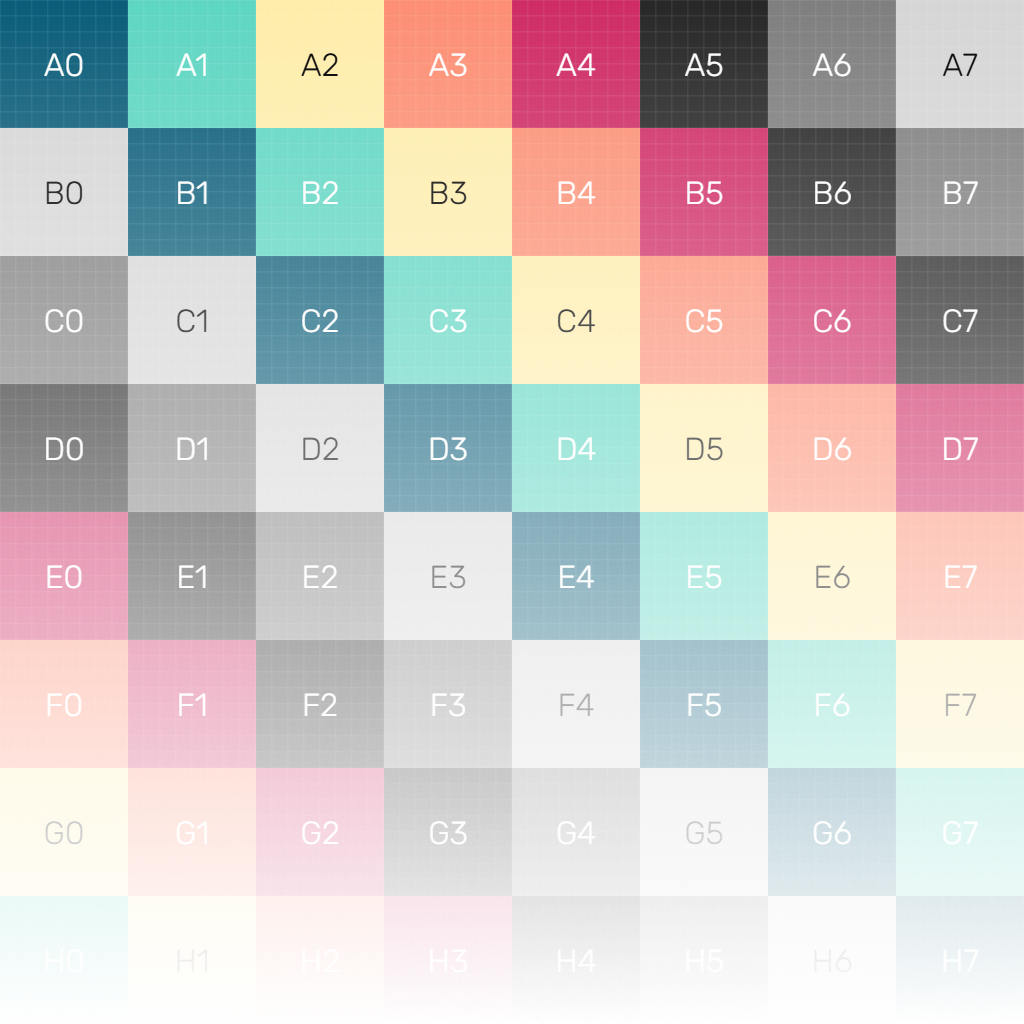 A0 A1 A2 A3 A4 A5 A6 A7
B0 B1 B2 B3 B4 B5 B6 B7
C0 C1 C2 C3 C4 C5 C6 C7
D0 D1 D2 D3 D4 D5 D6 D7
E0 E1 E2 E3 E4 E5 E6 E7
F0 F1 F2 F3 F4 F5 F6 F7
G0 G1 G2 G3 G4 G5 G6 G7
H0 H1 H2 H3 H4 H5 H6 H7